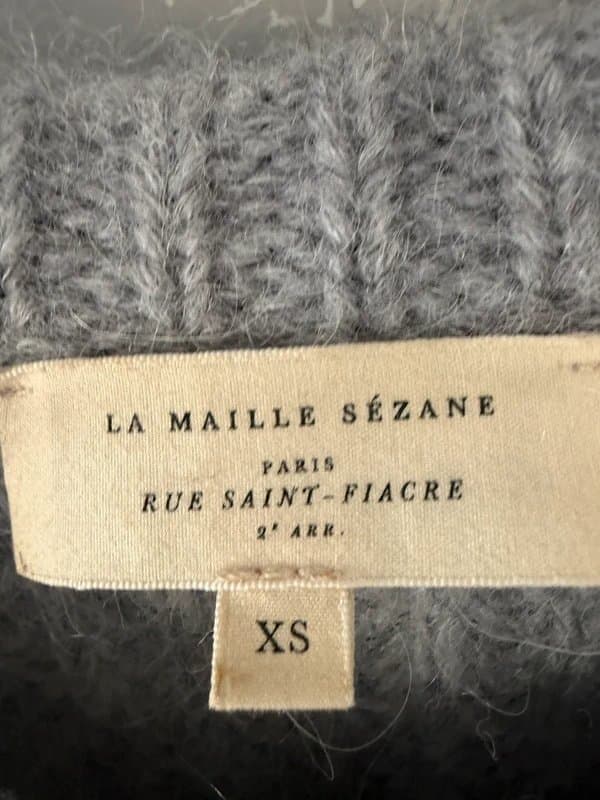 LA MAILLE SÉZANE
PARIS
RUE SAINT-FIACRE
2ᵉ ARR.
XS